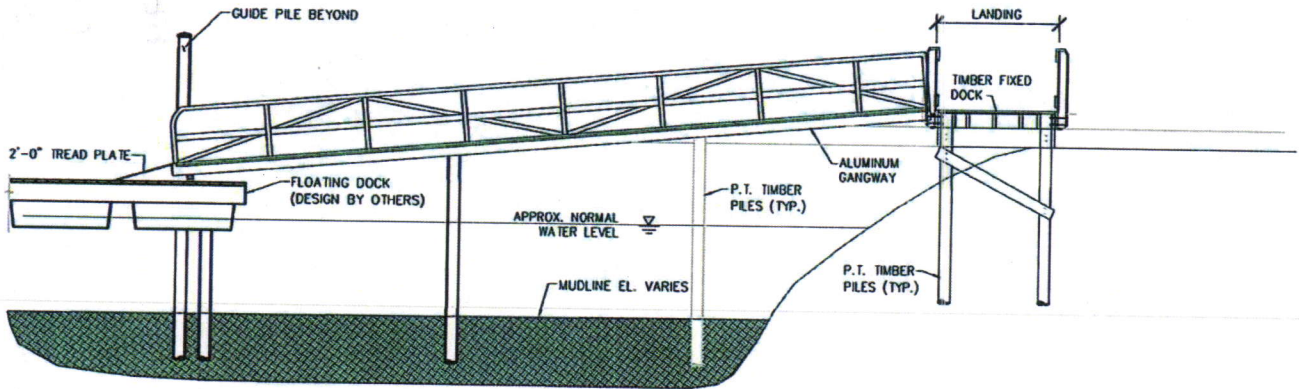 GUIDE PILE BEYOND
LANDING
TIMBER FIXED
DOCK
2'-0" TREAD PLATE
FLOATING DOCK
(DESIGN BY OTHERS)
ALUMINUM
GANGWAY
P.T. TIMBER
PILES (TYP.)
APPROX. NORMAL
WATER LEVEL
P.T. TIMBER
PILES (TYP.)
MUDLINE EL. VARIES